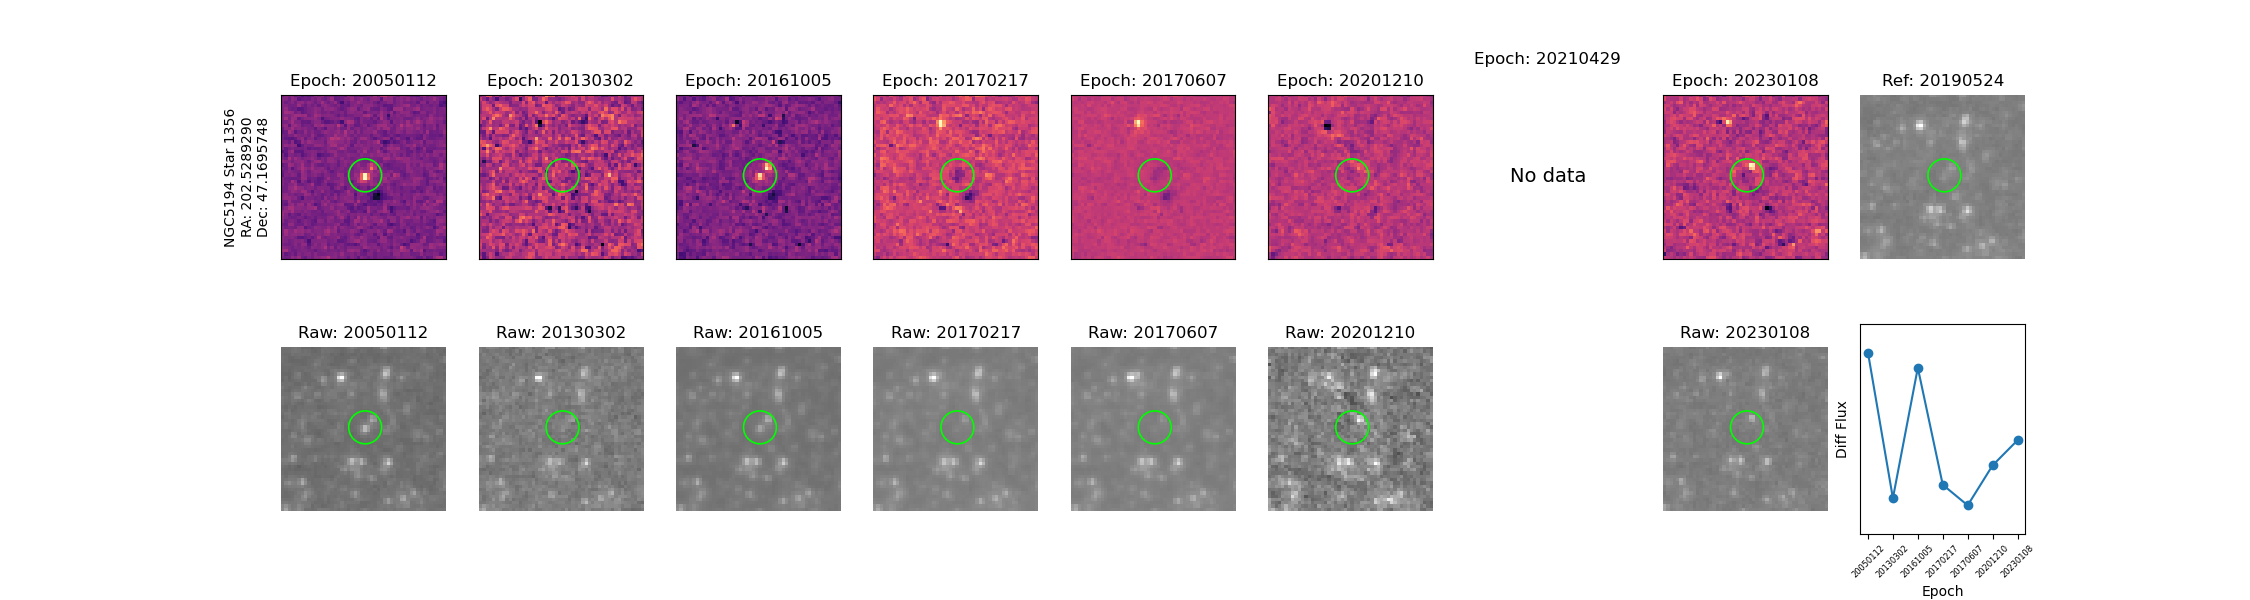 Epoch: 20210429
Epoch: 20050112
Epoch: 20130302
Epoch: 20161005
Epoch: 20170217
Epoch: 20170607
Epoch: 20201210
Epoch: 20230108
Ref: 20190524
NGC5194 Star 1356
RA: 202.5289290
Dec: 47.1695748
No data
Raw: 20050112
Raw: 20130302
Raw: 20161005
Raw: 20170217
Raw: 20170607
Raw: 20201210
Raw: 20230108
Diff Flux
20050112
20130302
20161005
20170217
20170607
20201210
20230108
Epoch